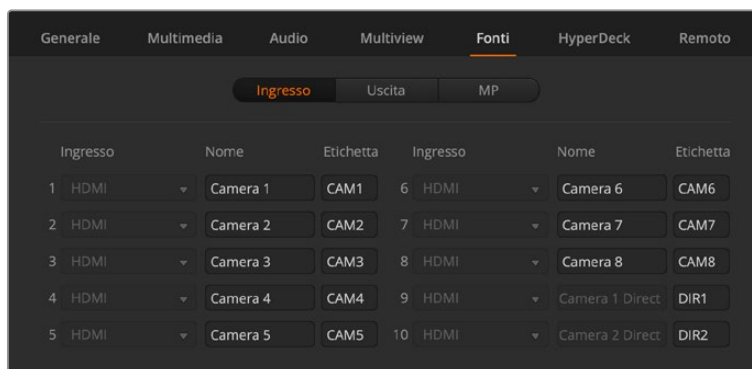 Generale Multimedia Audio Multiview Fonti HyperDeck Remoto
Ingresso Uscita MP
Ingresso Nome Etichetta Ingresso Nome Etichetta
1 HDMI Camera 1 CAM1 6 HDMI Camera 6 CAM6
2 HDMI Camera 2 CAM2 7 HDMI Camera 7 CAM7
3 HDMI Camera 3 CAM3 8 HDMI Camera 8 CAM8
4 HDMI Camera 4 CAM4 9 HDMI Camera 1 Direct DIR1
5 HDMI Camera 5 CAM5 10 HDMI Camera 2 Direct DIR2